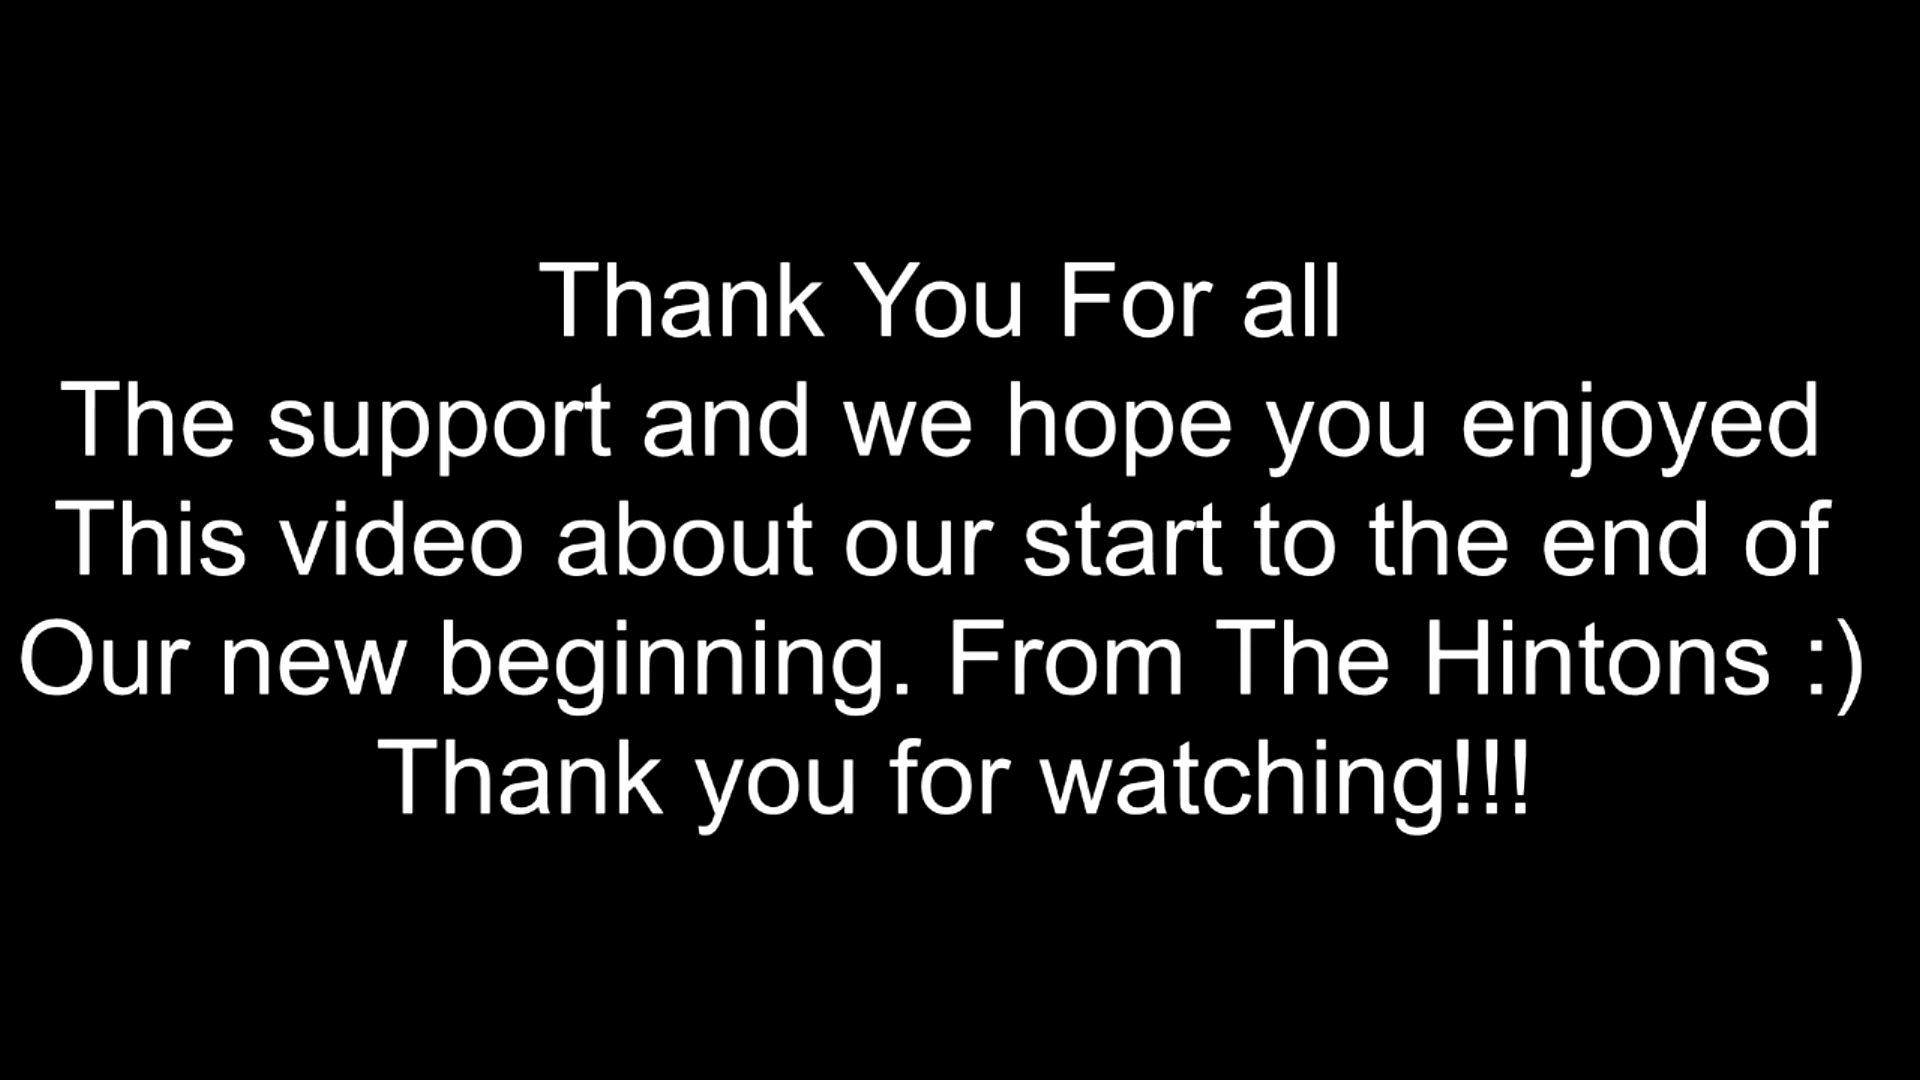 Thank You For all
The support and we hope you enjoyed
This video about our start to the end of
Our new beginning. From The Hintons :)
Thank you for watching!!!